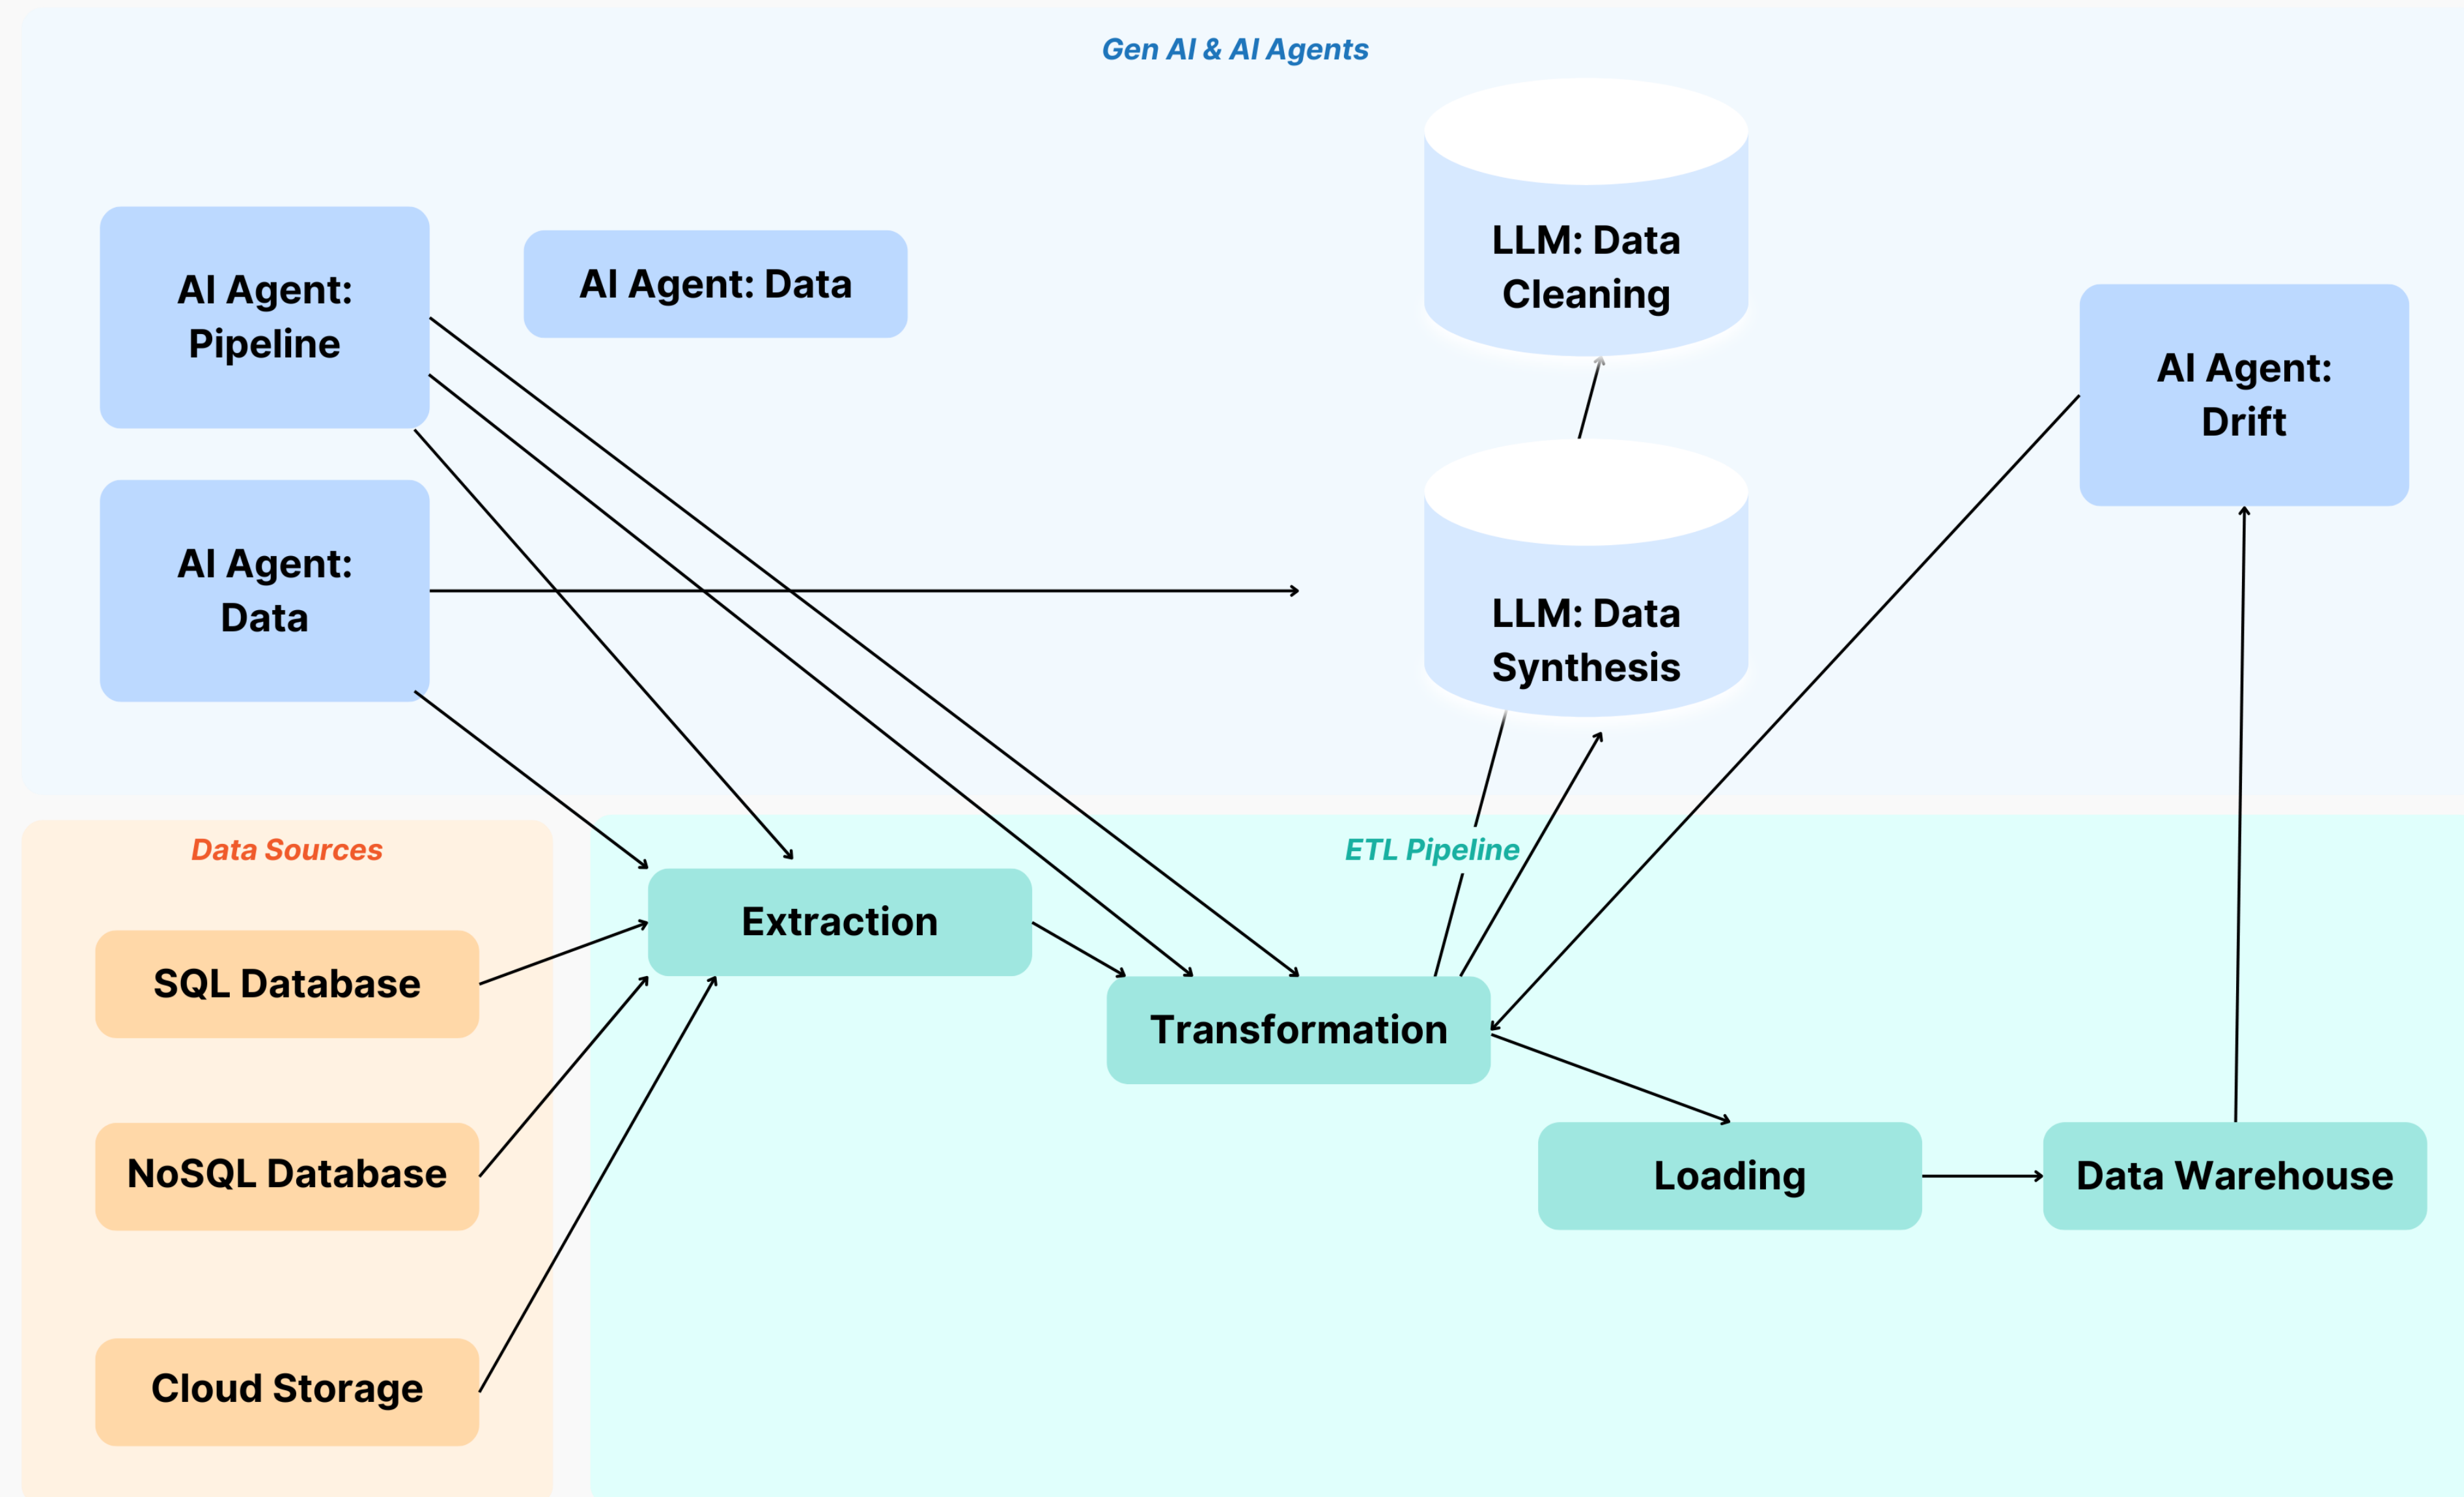 Gen AI & AI Agents
AI Agent:
Pipeline
AI Agent: Data
LLM: Data
Cleaning
AI Agent:
Drift
AI Agent:
Data
LLM: Data
Synthesis
Data Sources
ETL Pipeline
SQL Database
Extraction
Transformation
NoSQL Database
Loading
Data Warehouse
Cloud Storage